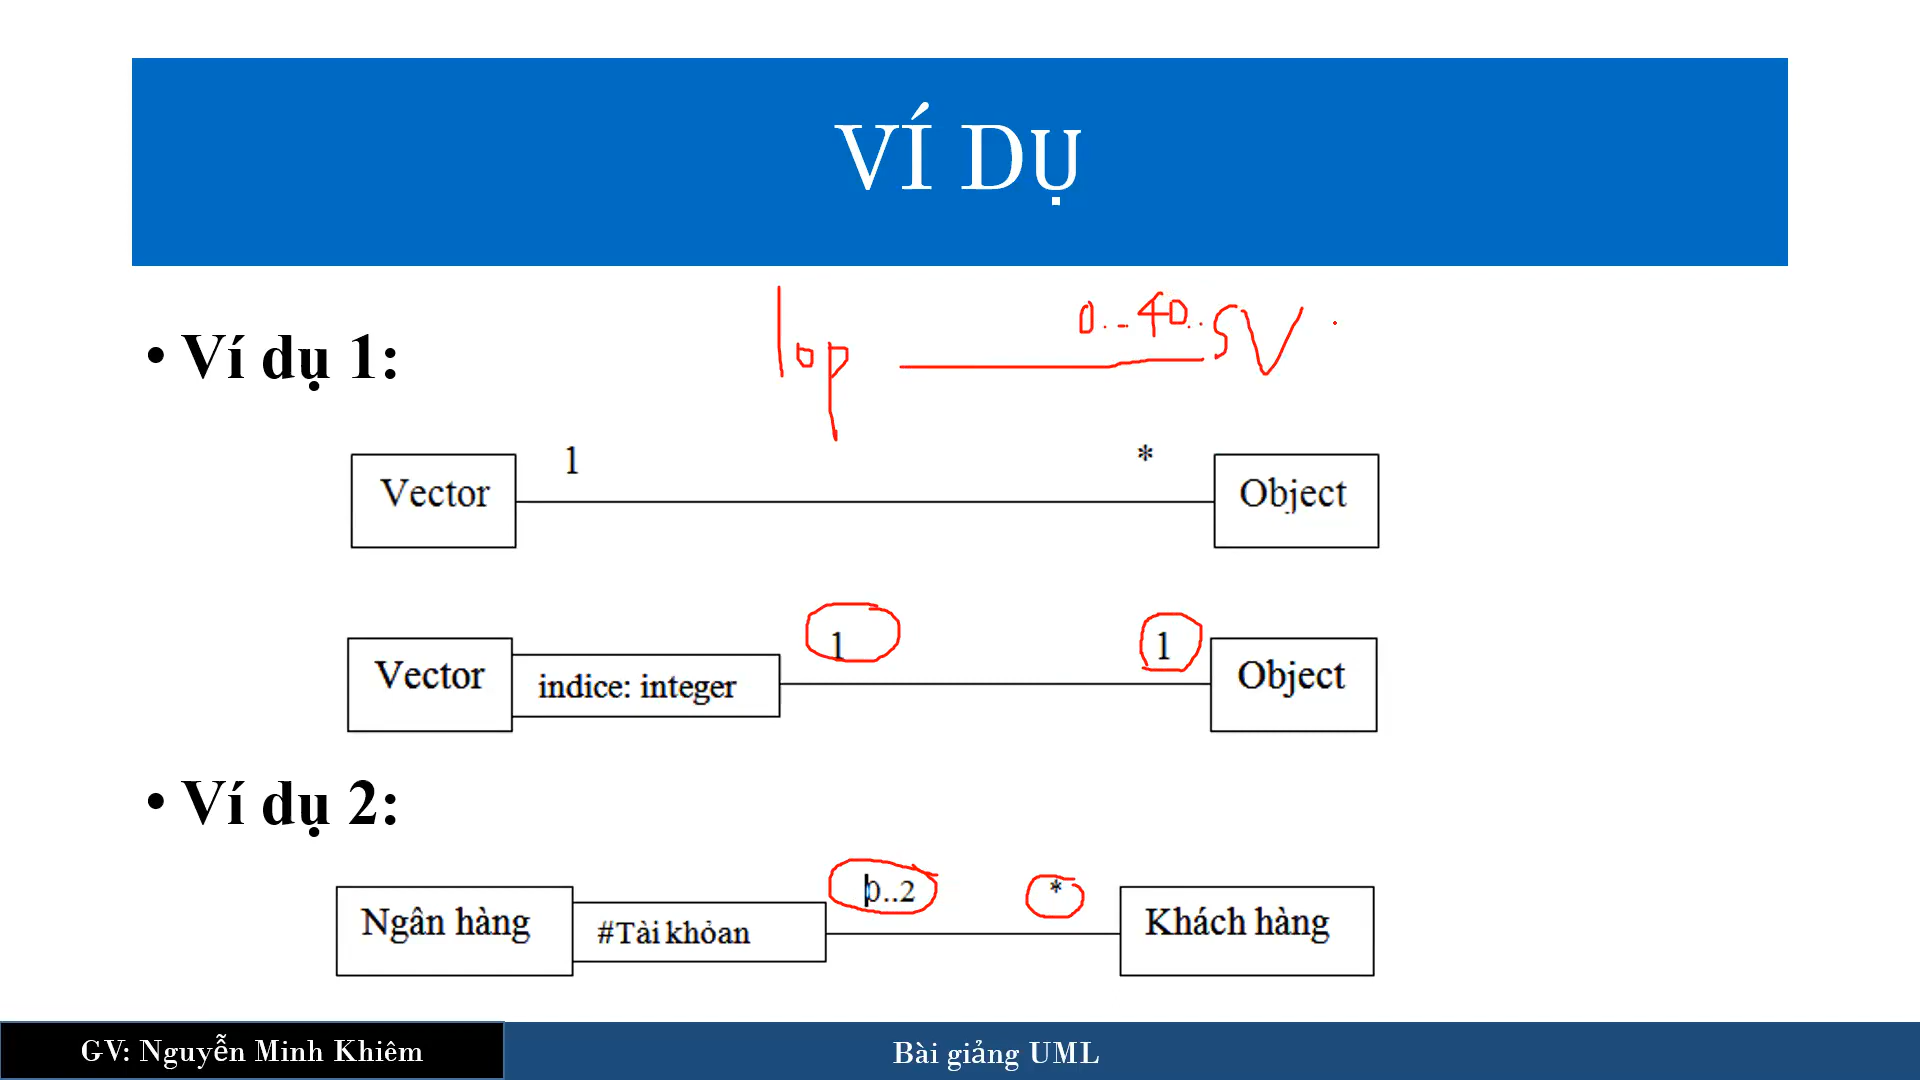 VÍ DỤ
• Ví dụ 1:
lop 0..40.. SV
1 *
Vector Object
1 1
Vector indice: integer Object
• Ví dụ 2:
0..2 *
Ngân hàng #Tài khỏan Khách hàng
GV: Nguyễn Minh Khiêm Bài giảng UML